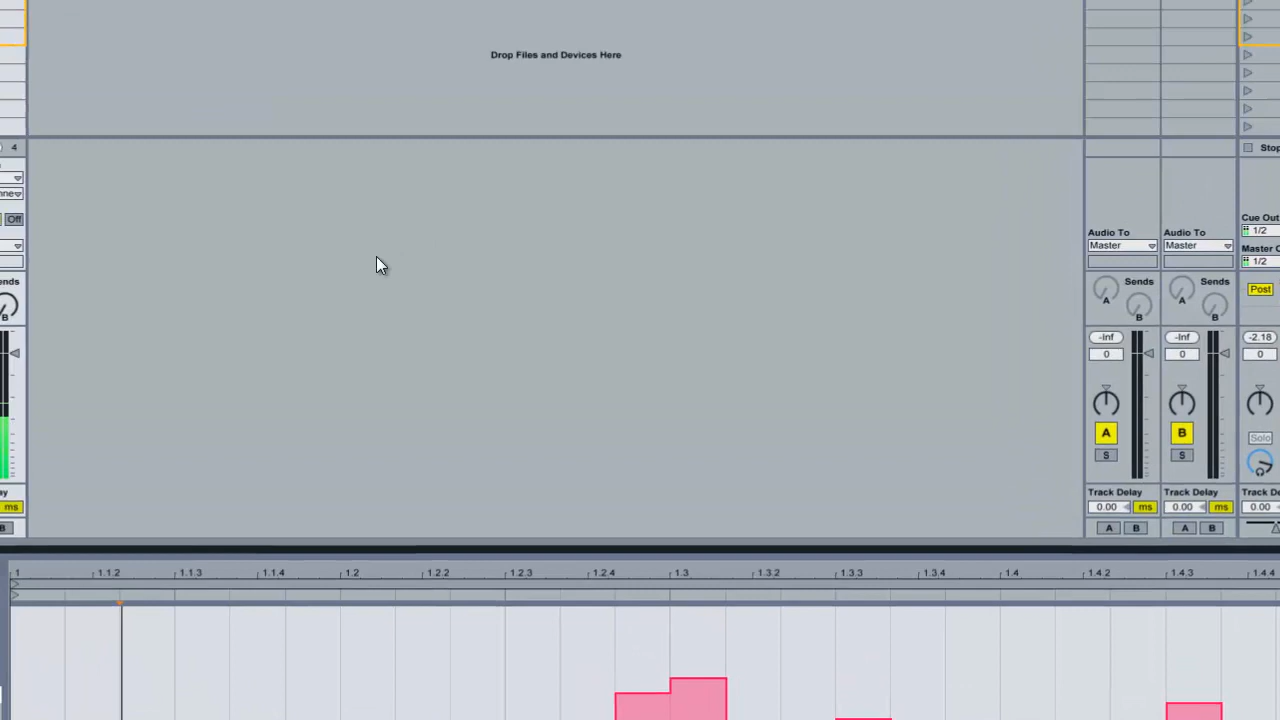 Drop Files and Devices Here
4
Stop
nne
Off
Audio To
Audio To
Cue Out
Master
Master
1/2
Master C
1/2
ends
Sends
Sends
Post
A
A
B
B
B
-Inf
-Inf
-2.18
0
0
0
A
B
Solo
S
S
ay
Track Delay
Track Delay
Track De
ms
0.00
ms
0.00
ms
0.00
B
A
B
A
B
1
1.1.2
1.1.3
1.1.4
1.2
1.2.2
1.2.3
1.2.4
1.3
1.3.2
1.3.3
1.3.4
1.4
1.4.2
1.4.3
1.4.4